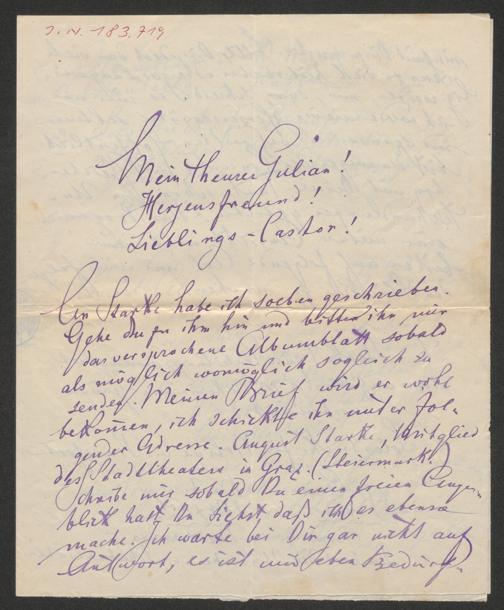 J.N. 183.719
Mein theurer Julian!
Herzensfreund!
Lieblings-Castor!
An Starke habe ich soeben geschrieben.
Gehe Du zu ihm hin und bitte ihn mir
das versprochene Albumblatt sobald
als möglich womöglich sogleich zu
senden. Meinen Brief wird er wohl
bekom̄en, ich schickte ihn unter fol-
gender Adresse. August Starke, Mitglied
des Stadttheaters in Graz. (Steiermark.)
Schreibe mir sobald Du einen freien Augen-
blick hast, Du siehst, daß ich es ebenso
mache. Ich warte bei Dir gar nicht auf
Antwort, es ist mir eben Bedürf-